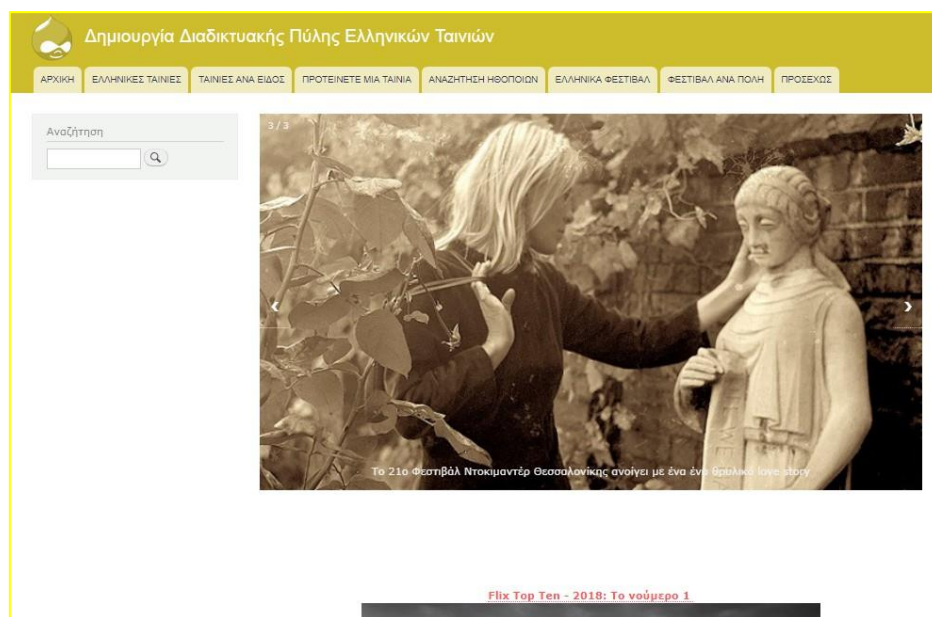 Δημιουργία Διαδικτυακής Πύλης Ελληνικών Ταινιών
ΑΡΧΙΚΗ ΕΛΛΗΝΙΚΕΣ ΤΑΙΝΙΕΣ ΤΑΙΝΙΕΣ ΑΝΑ ΕΙΔΟΣ ΠΡΟΤΕΙΝΕΤΕ ΜΙΑ ΤΑΙΝΙΑ ΑΝΑΖΗΤΗΣΗ ΗΘΟΠΟΙΩΝ ΕΛΛΗΝΙΚΑ ΦΕΣΤΙΒΑΛ ΦΕΣΤΙΒΑΛ ΑΝΑ ΠΟΛΗ ΠΡΟΣΕΧΩΣ
Αναζήτηση
3 / 3
Το 21ο Φεστιβάλ Ντοκιμαντέρ Θεσσαλονίκης ανοίγει με ένα ένα θρυλικό love story
Flix Top Ten - 2018: Το νούμερο 1